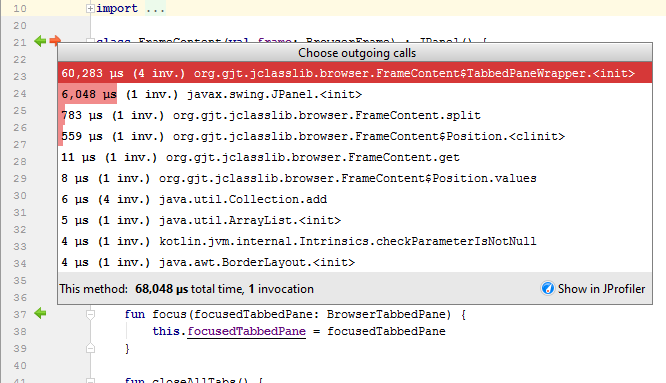 10 import ...
20
21 class FrameContent(val frame: BrowserFrame) : JPanel() {
Choose outgoing calls
22
23 60,283 µs (4 inv.) org.gjt.jclasslib.browser.FrameContent$TabbedPaneWrapper.<init>
24 6,048 µs (1 inv.) javax.swing.JPanel.<init>
25 783 µs (1 inv.) org.gjt.jclasslib.browser.FrameContent.split
26 559 µs (1 inv.) org.gjt.jclasslib.browser.FrameContent$Position.<clinit>
27
28 11 µs (1 inv.) org.gjt.jclasslib.browser.FrameContent.get
29 8 µs (1 inv.) org.gjt.jclasslib.browser.FrameContent$Position.values
30 6 µs (4 inv.) java.util.Collection.add
31 5 µs (1 inv.) java.util.ArrayList.<init>
32
33 4 µs (1 inv.) kotlin.jvm.internal.Intrinsics.checkParameterIsNotNull
34 4 µs (1 inv.) java.awt.BorderLayout.<init>
35 This method: 68,048 µs total time, 1 invocation Show in JProfiler
36
37 fun focus(focusedTabbedPane: BrowserTabbedPane) {
38 this.focusedTabbedPane = focusedTabbedPane
39 }
40
41 fun closeAllTabs() {